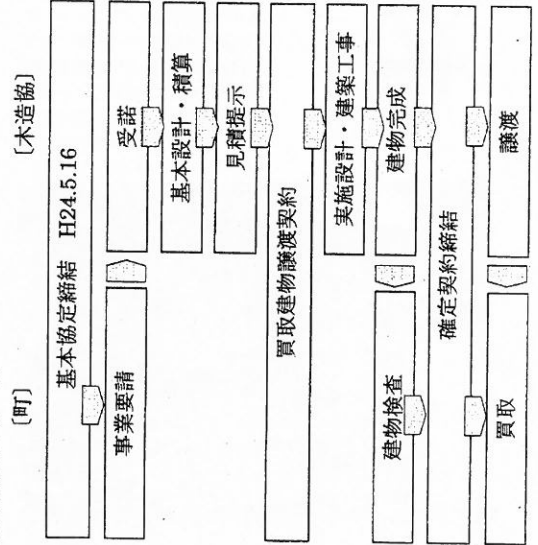 〔町〕 〔木造協〕
基本協定締結 H24.5.16
事業要請 受諾
基本設計・積算
見積提示
買取建物譲渡契約
実施設計・建築工事
建物検査 建物完成
確定契約締結
買取 譲渡